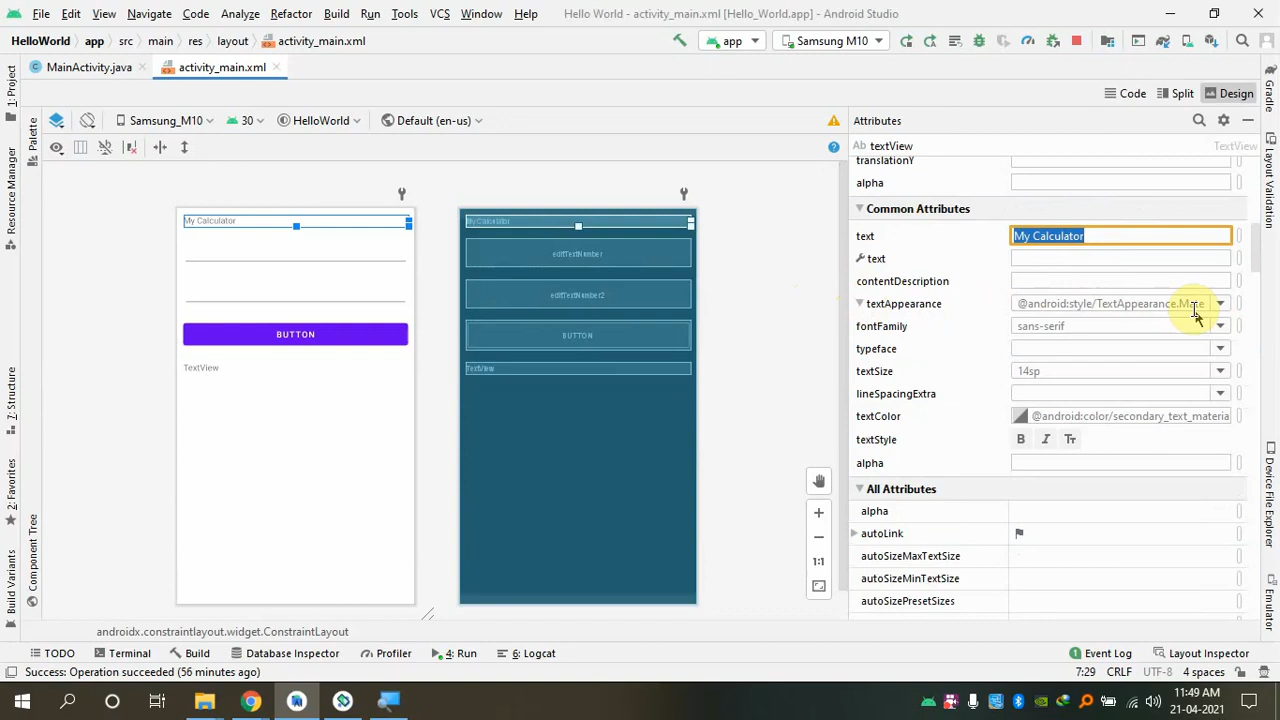 File Edit View Navigate Code Analyze Refactor Build Run Tools VCS Window Help Hello World - activity_main.xml [Hello_World.app] - Android Studio
HelloWorld app src main res layout activity_main.xml app Samsung M10
MainActivity.java activity_main.xml
Code Split Design
Samsung_M10 30 HelloWorld Default (en-us)
Attributes
Ab textView TextView
translationY
alpha
Common Attributes
text My Calculator
text
contentDescription
textAppearance @android:style/TextAppearance.Mate
fontFamily sans-serif
typeface
textSize 14sp
lineSpacingExtra
textColor @android:color/secondary_text_materia
textStyle B I Tt
alpha
All Attributes
alpha
autoLink
autoSizeMaxTextSize
autoSizeMinTextSize
autoSizePresetSizes
My Calculator
BUTTON
TextView
My Calculator
editTextNumber
editTextNumber2
BUTTON
TextView
1:1
1: Project
Resource Manager
7: Structure
2: Favorites
Build Variants
Palette
Component Tree
Gradle
Layout Validation
Device File Explorer
Emulator
androidx.constraintlayout.widget.ConstraintLayout
TODO Terminal Build Database Inspector Profiler 4: Run 6: Logcat 1 Event Log Layout Inspector
Success: Operation succeeded (56 minutes ago) 7:29 CRLF UTF-8 4 spaces
11:49 AM
21-04-2021